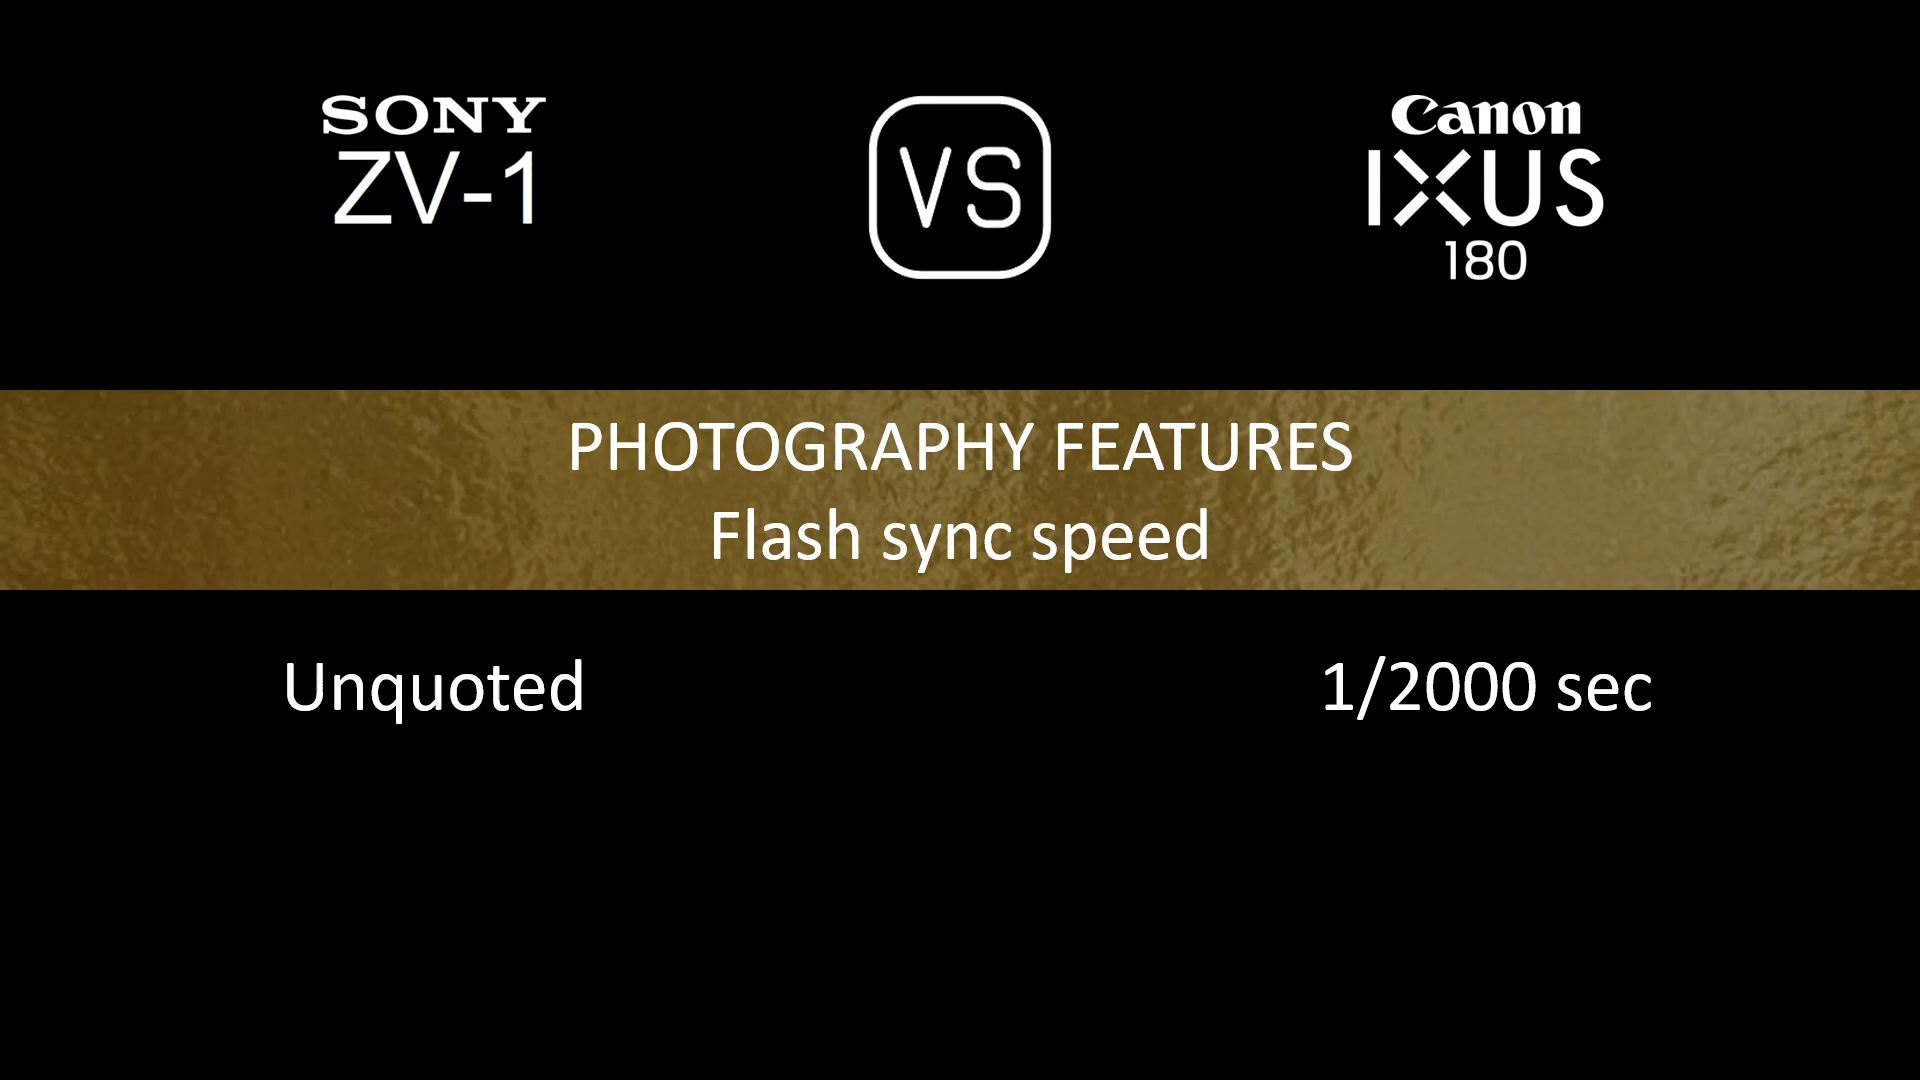 SONY
ZV-1
VS
Canon
IXUS
180
PHOTOGRAPHY FEATURES
Flash sync speed
Unquoted
1/2000 sec